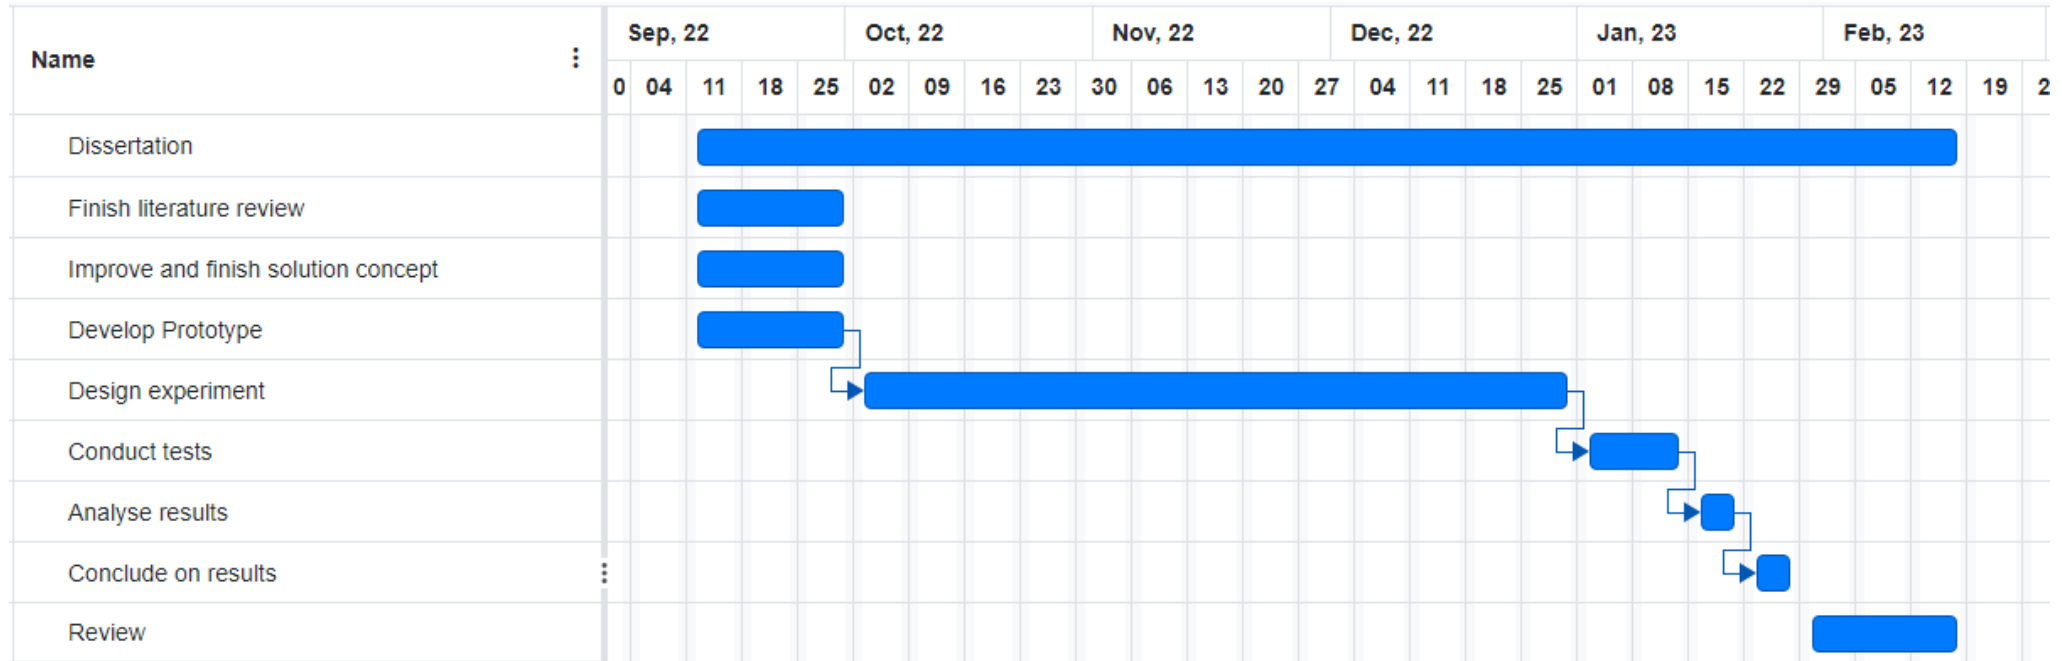 Name
Sep, 22 Oct, 22 Nov, 22 Dec, 22 Jan, 23 Feb, 23
0 04 11 18 25 02 09 16 23 30 06 13 20 27 04 11 18 25 01 08 15 22 29 05 12 19 2
Dissertation
Finish literature review
Improve and finish solution concept
Develop Prototype
Design experiment
Conduct tests
Analyse results
Conclude on results
Review